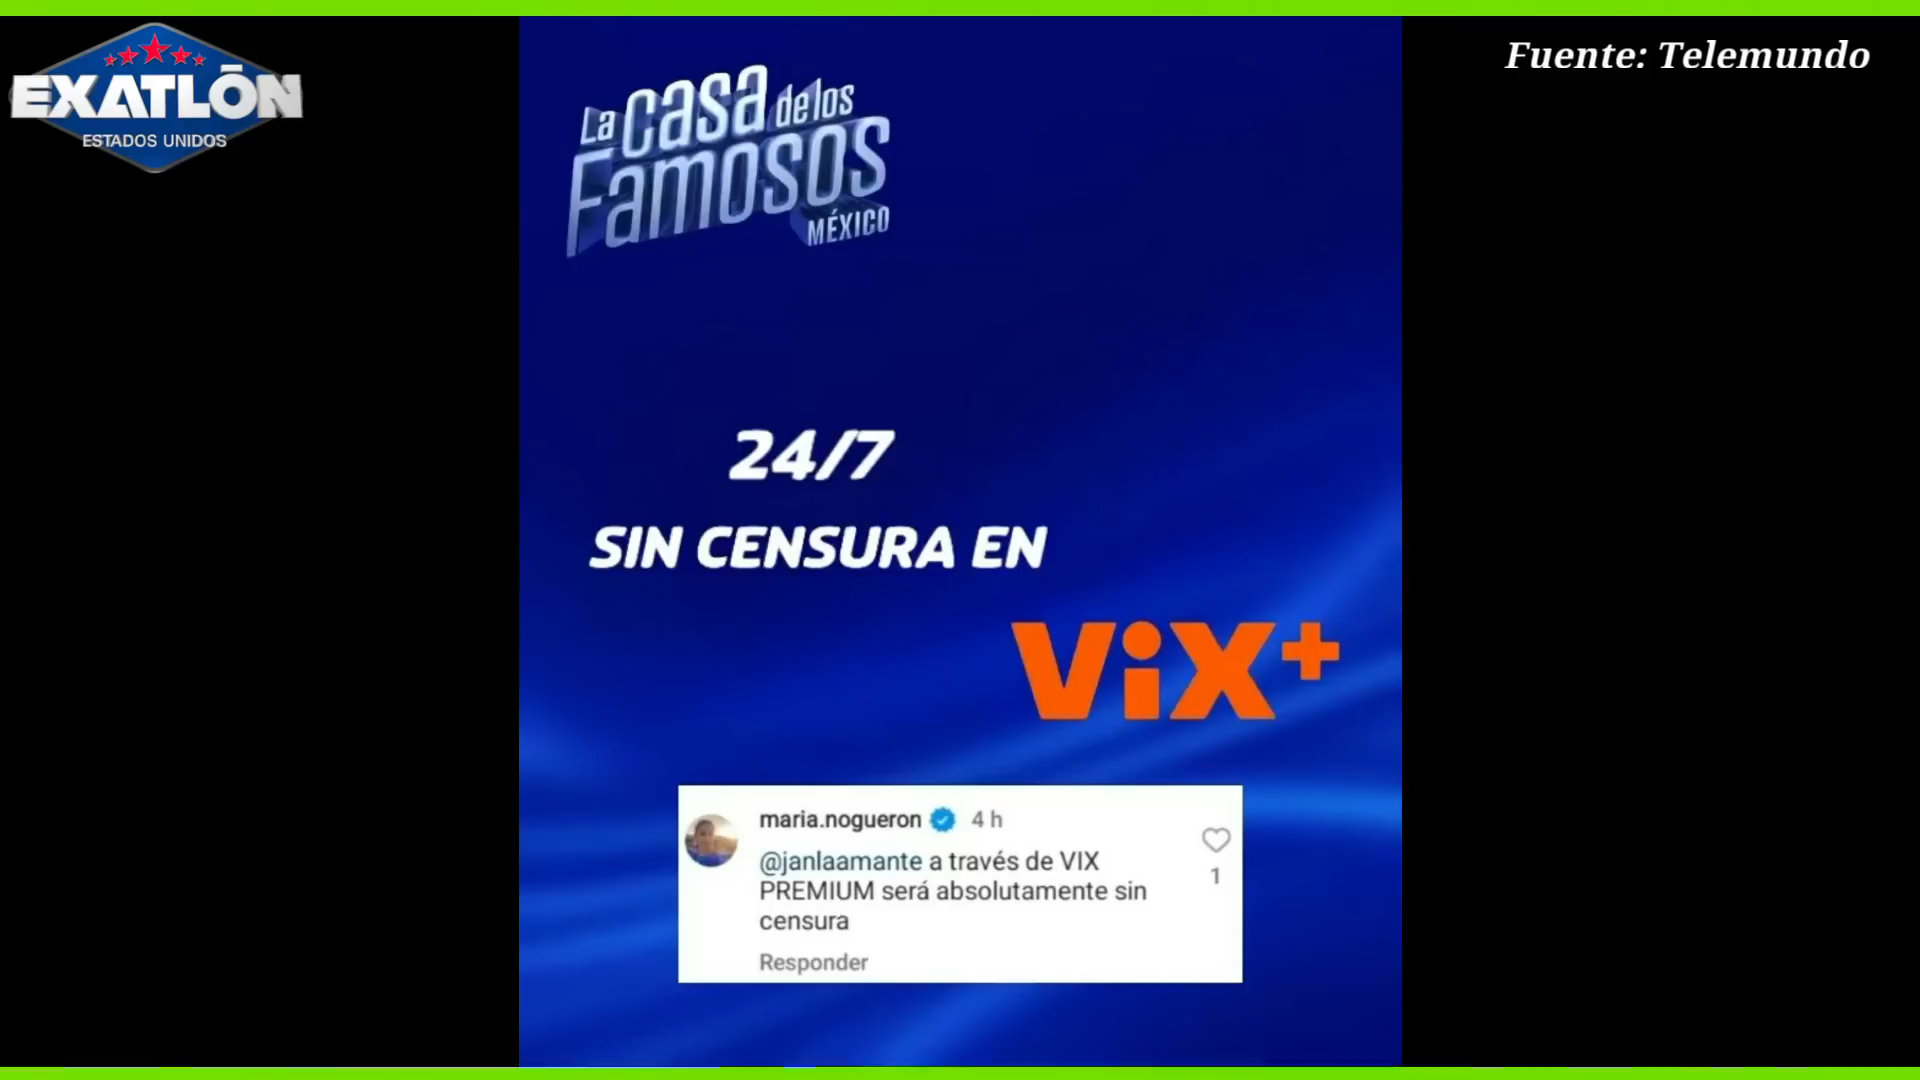 EXATLŌN
ESTADOS UNIDOS
Fuente: Telemundo
La casa de los
Famosos
MÉXICO
24/7
SIN CENSURA EN
ViX+
maria.nogueron 4 h
@janlaamante a través de VIX
PREMIUM será absolutamente sin
censura
1
Responder